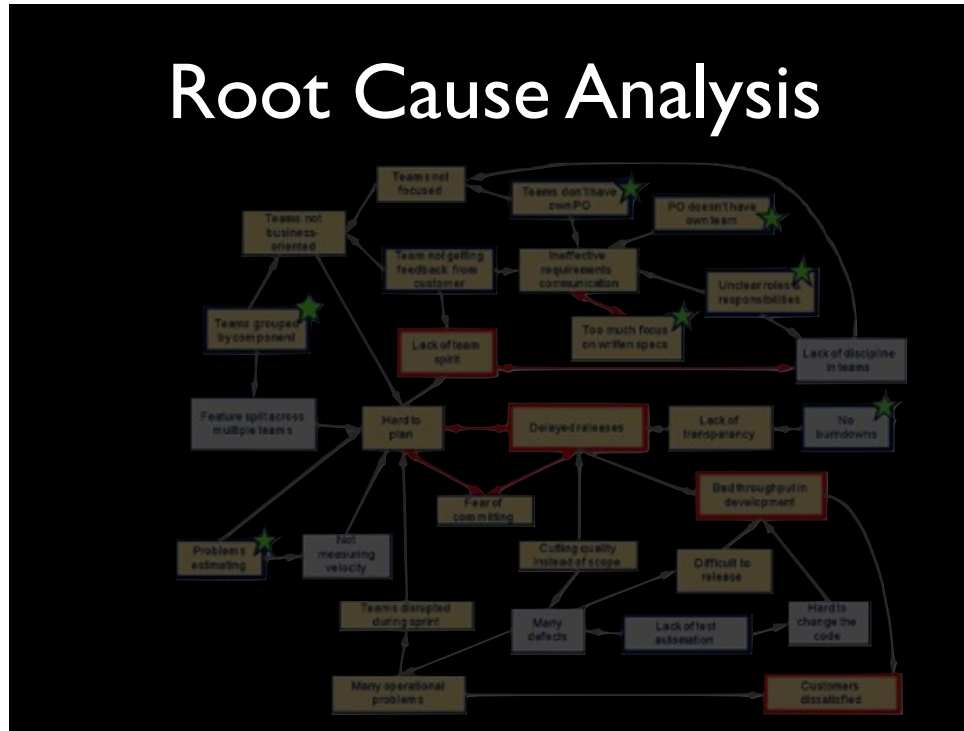 Root Cause Analysis
Teams not
focused
Teams don't have
own PO
PO doesn't have
own team
Teams not
business-
oriented
Team not getting
feedback from
customer
Ineffective
requirements
communication
Unclear roles &
responsibilities
Teams grouped
by component
Too much focus
on written specs
Lack of team
spirit
Lack of discipline
in teams
Feature split across
multiple teams
Hard to
plan
Delayed releases
Lack of
transparency
No
burndowns
Bad throughput in
development
Fear of
committing
Problems
estimating
Not
measuring
velocity
Cutting quality
instead of scope
Difficult to
release
Teams disrupted
during sprint
Many
defects
Lack of test
automation
Hard to
change the
code
Many operational
problems
Customers
dissatisfied